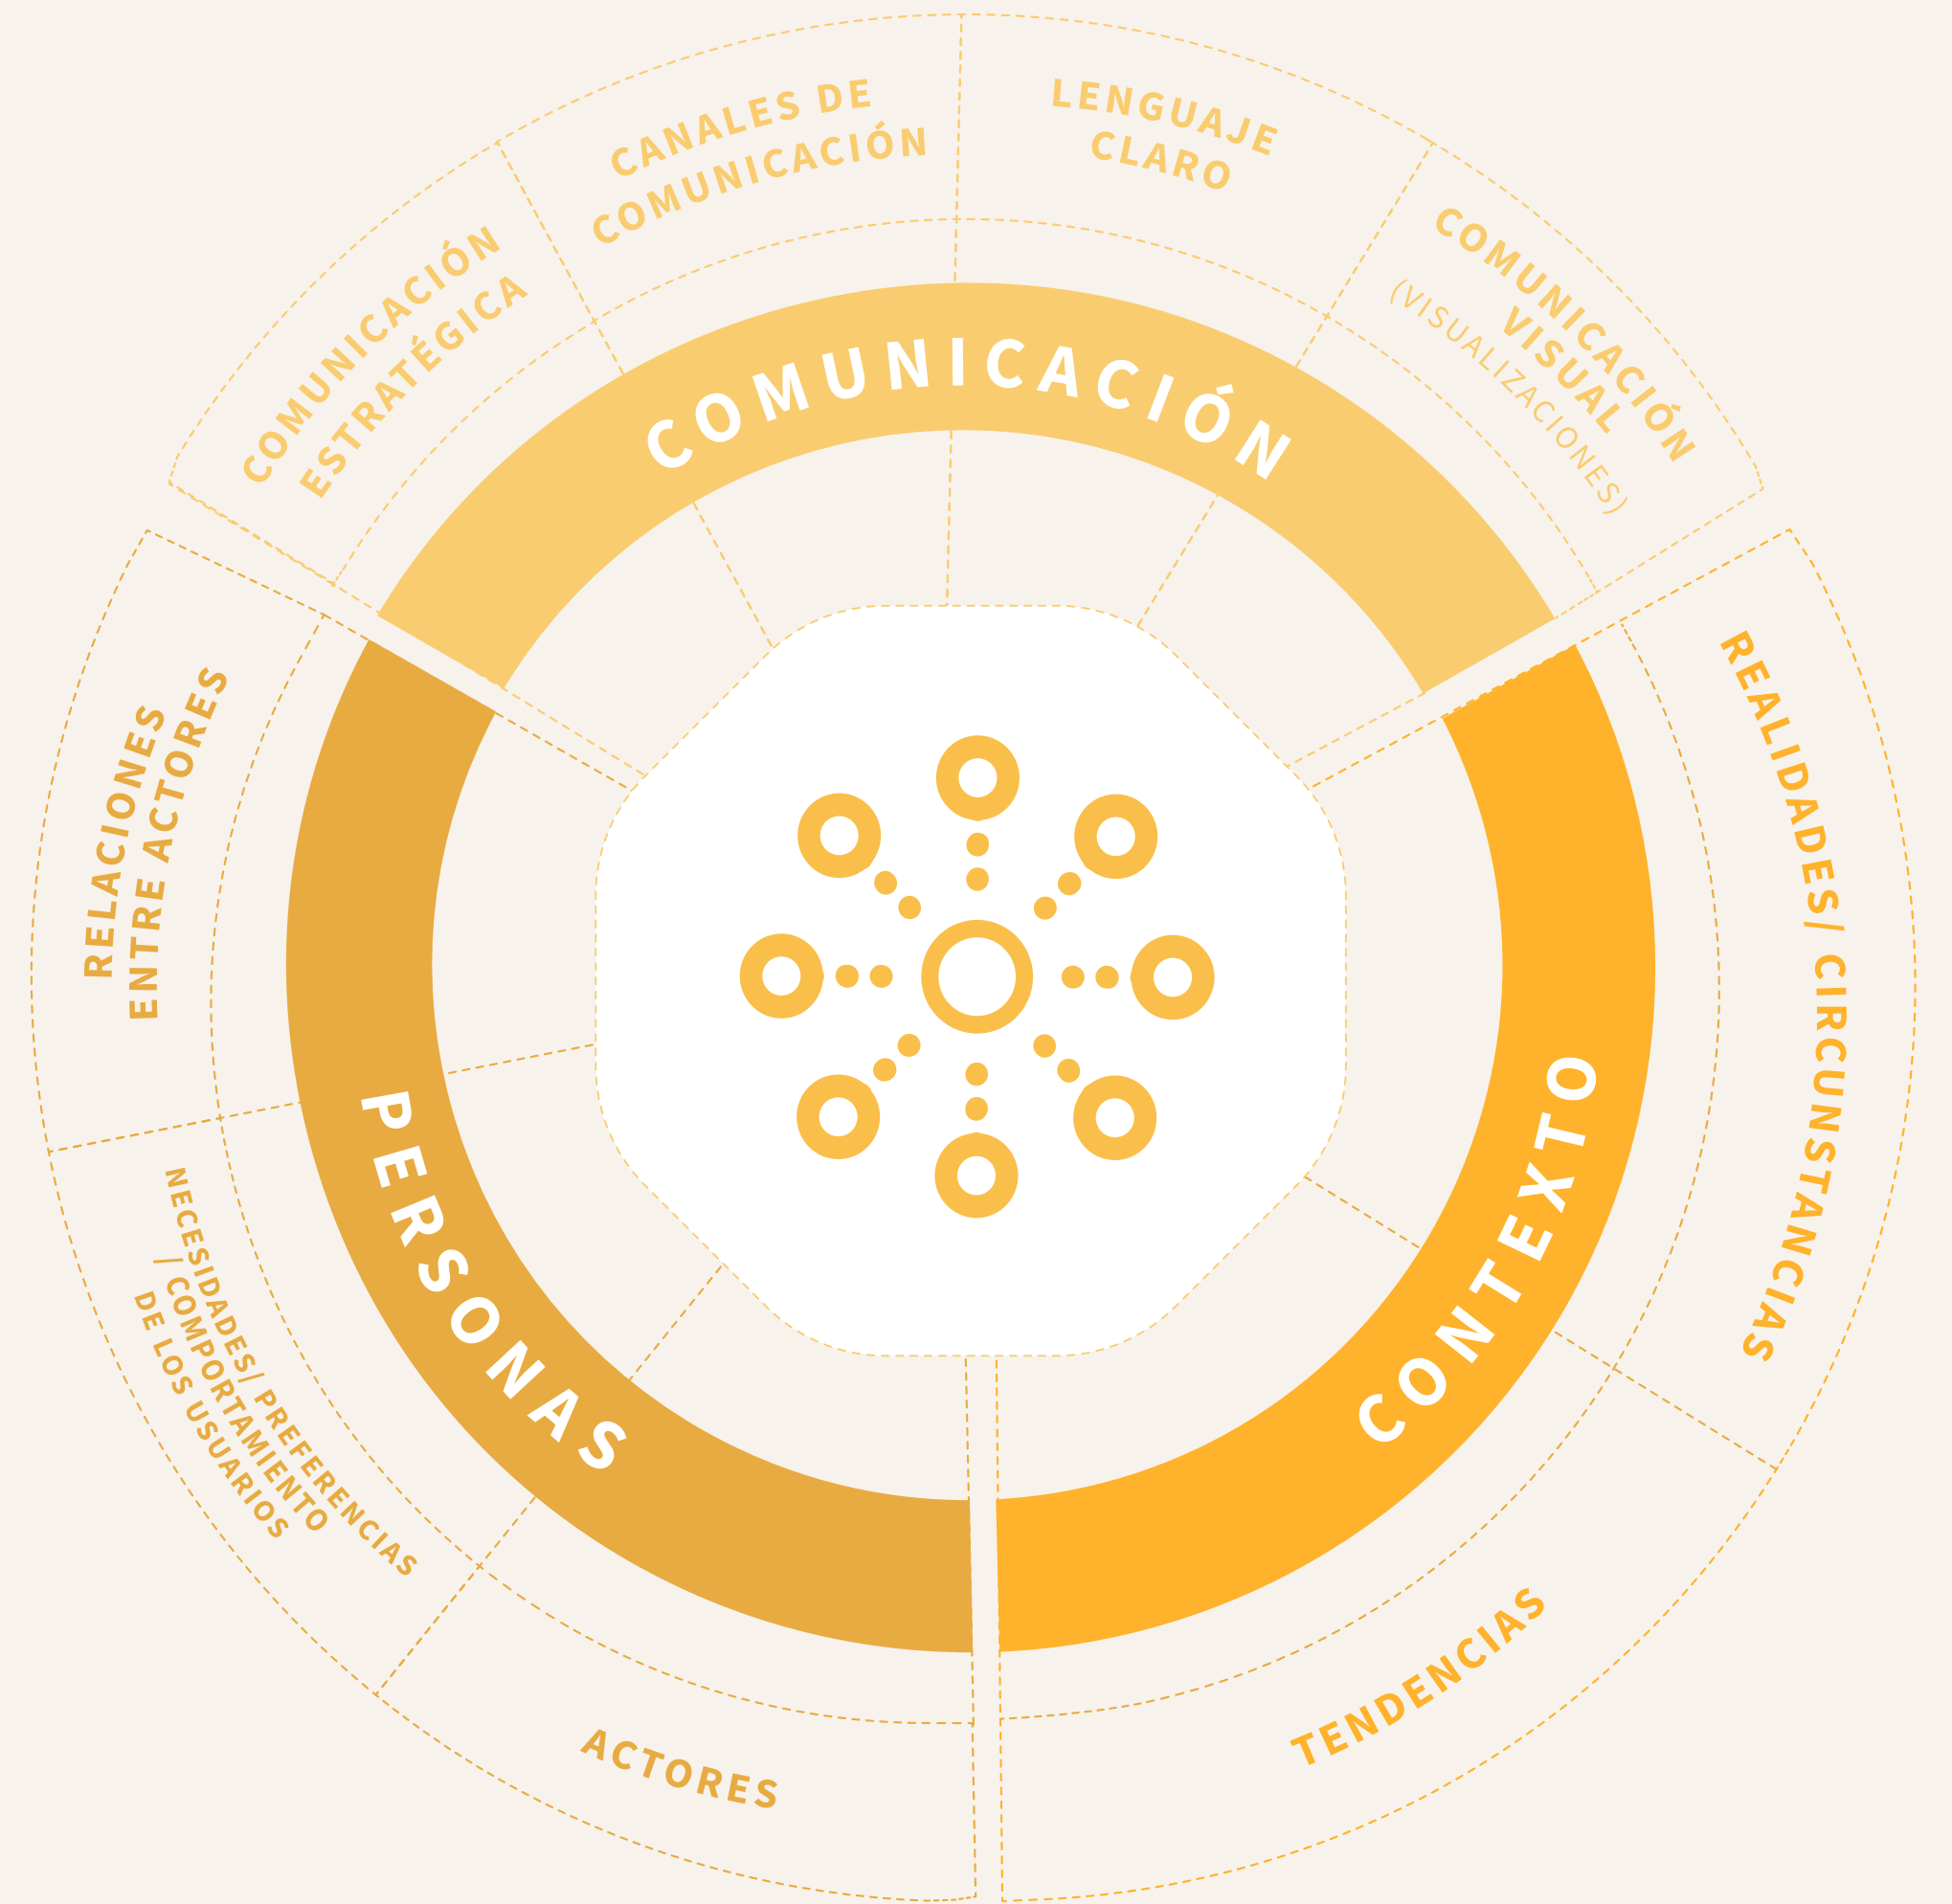 CANALES DE
COMUNICACIÓN
LENGUAJE
CLARO
COMUNICACIÓN
ESTRATÉGICA
COMUNICACIÓN
VISUAL
(VISUALIZACIONES)
COMUNICACIÓN
RELACIONES
ENTRE ACTORES
REALIDADES/ CIRCUNSTANCIAS
PERSONAS
CONTEXTO
NECESIDADES/ PREFERENCIAS
/ COMPORTAMIENTO
DE LOS USUARIOS
TENDENCIAS
ACTORES